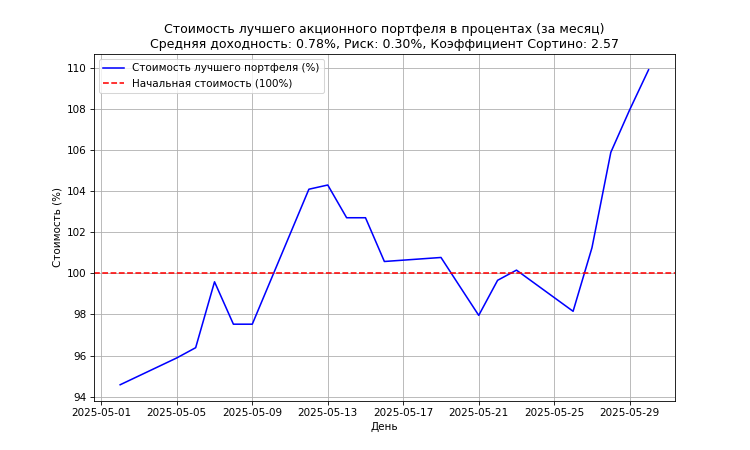 Стоимость лучшего акционного портфеля в процентах (за месяц)
Средняя доходность: 0.78%, Риск: 0.30%, Коэффициент Сортино: 2.57
Стоимость лучшего портфеля (%)
Начальная стоимость (100%)
Стоимость (%)
110
108
106
104
102
100
98
96
94
2025-05-01 2025-05-05 2025-05-09 2025-05-13 2025-05-17 2025-05-21 2025-05-25 2025-05-29
День